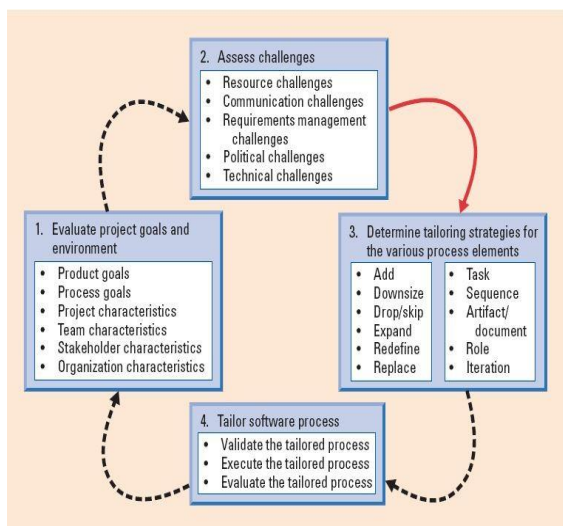 2. Assess challenges
• Resource challenges
• Communication challenges
• Requirements management
challenges
• Political challenges
• Technical challenges
1. Evaluate project goals and
environment
• Product goals
• Process goals
• Project characteristics
• Team characteristics
• Stakeholder characteristics
• Organization characteristics
3. Determine tailoring strategies for
the various process elements
• Add
• Downsize
• Drop/skip
• Expand
• Redefine
• Replace
• Task
• Sequence
• Artifact/
document
• Role
• Iteration
4. Tailor software process
• Validate the tailored process
• Execute the tailored process
• Evaluate the tailored process